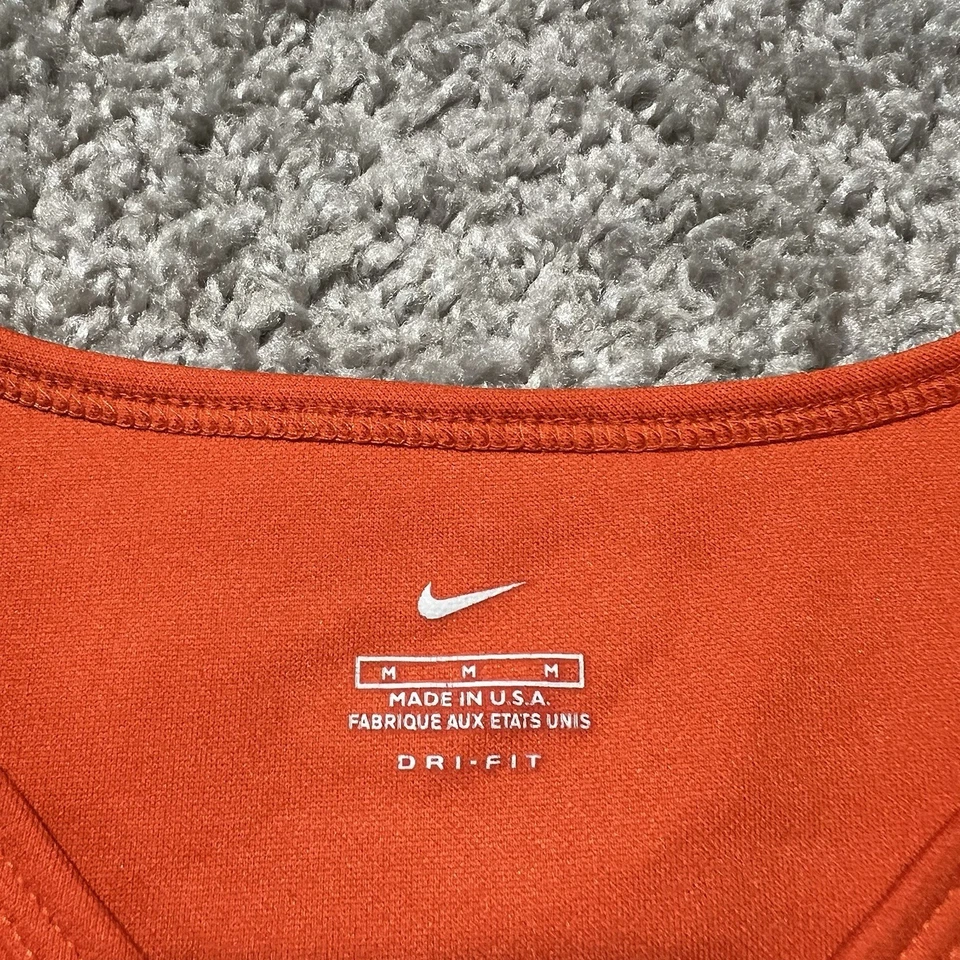 M M M
MADE IN U.S.A.
FABRIQUE AUX ETATS UNIS
DRI-FIT